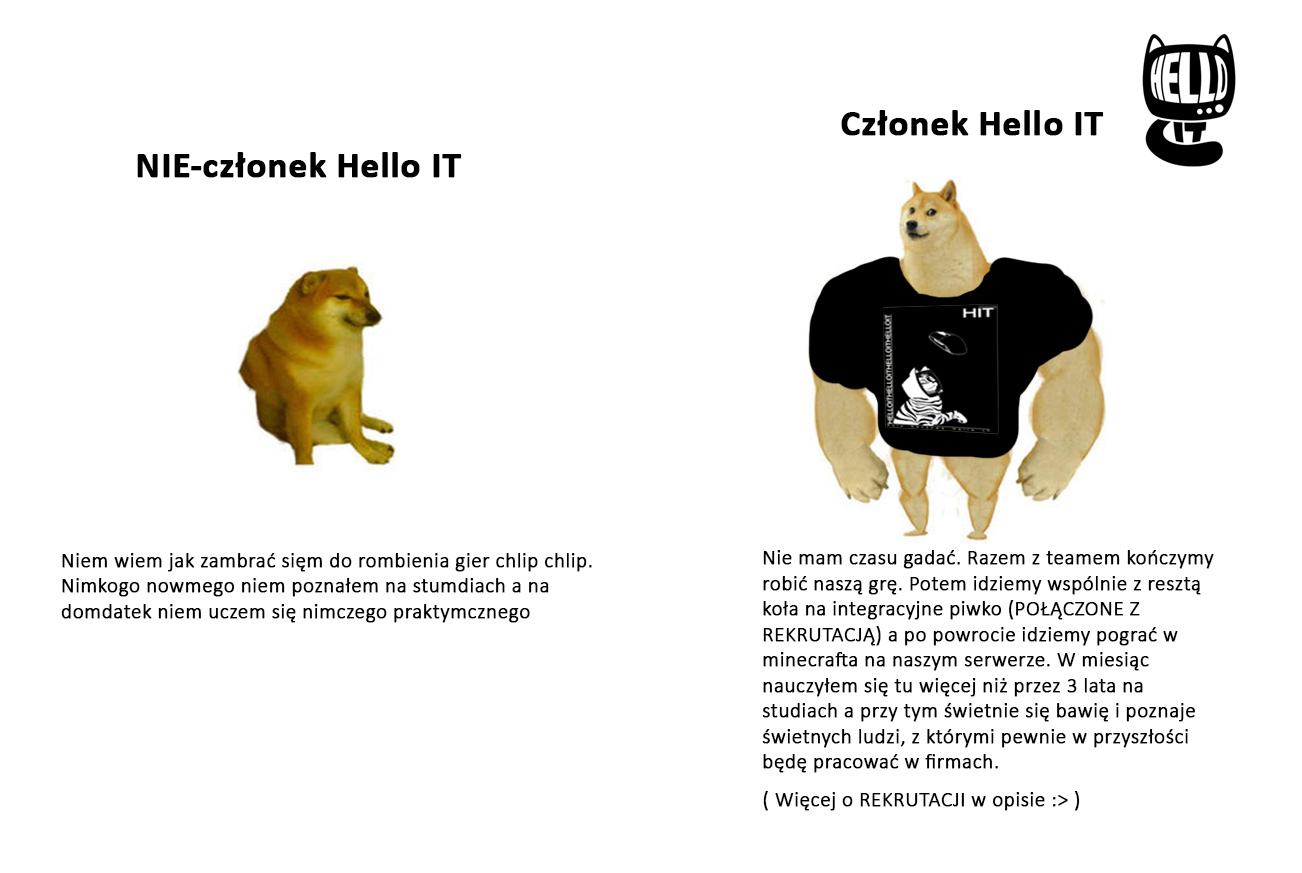 NIE-członek Hello IT
Niem wiem jak zambrać sięm do rombienia gier chlip chlip.
Nimkogo nowmego niem poznałem na stumdiach a na
domdatek niem uczem się nimczego praktymcznego
Członek Hello IT
HELLO
IT
HIT
HELLOITHELLOITHELLOITHELLOIT
Nie mam czasu gadać. Razem z teamem kończymy
robić naszą grę. Potem idziemy wspólnie z resztą
koła na integracyjne piwko (POŁĄCZONE Z
REKRUTACJĄ) a po powrocie idziemy pograć w
minecrafta na naszym serwerze. W miesiąc
nauczyłem się tu więcej niż przez 3 lata na
studiach a przy tym świetnie się bawię i poznaje
świetnych ludzi, z którymi pewnie w przyszłości
będę pracować w firmach.
( Więcej o REKRUTACJI w opisie :> )